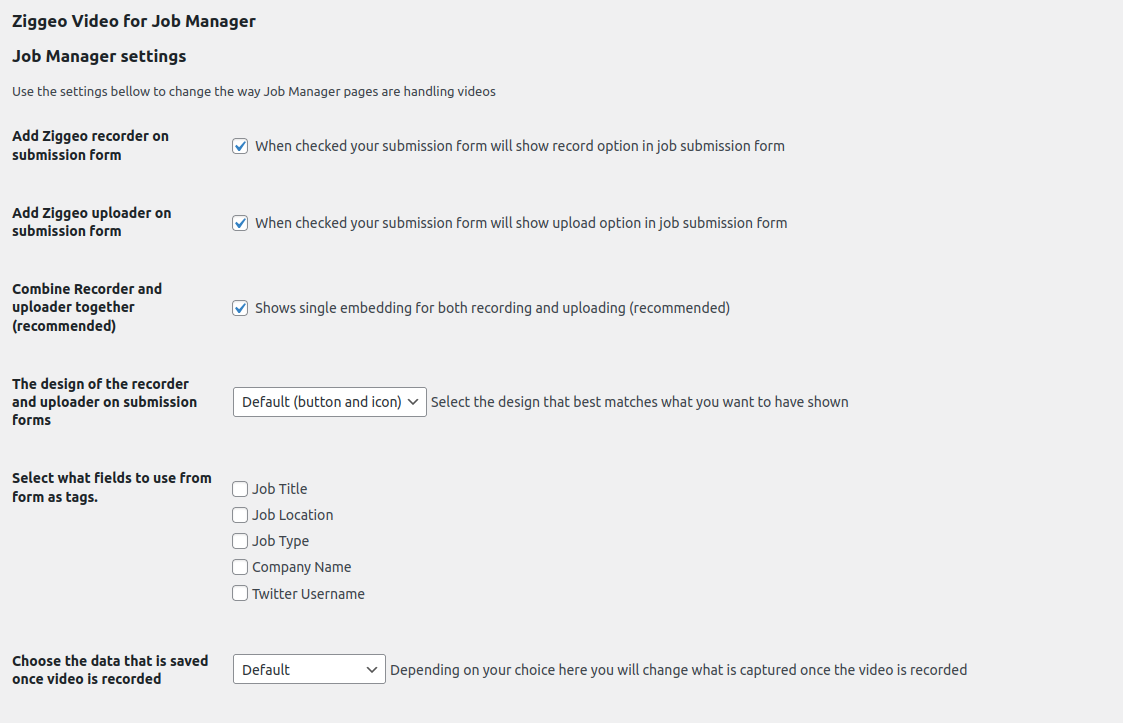 Ziggeo Video for Job Manager
Job Manager settings
Use the settings bellow to change the way Job Manager pages are handling videos
Add Ziggeo recorder on
submission form
When checked your submission form will show record option in job submission form
Add Ziggeo uploader on
submission form
When checked your submission form will show upload option in job submission form
Combine Recorder and
uploader together
(recommended)
Shows single embedding for both recording and uploading (recommended)
The design of the recorder
and uploader on submission
forms
Default (button and icon)
Select the design that best matches what you want to have shown
Select what fields to use from
form as tags.
Job Title
Job Location
Job Type
Company Name
Twitter Username
Choose the data that is saved
once video is recorded
Default
Depending on your choice here you will change what is captured once the video is recorded